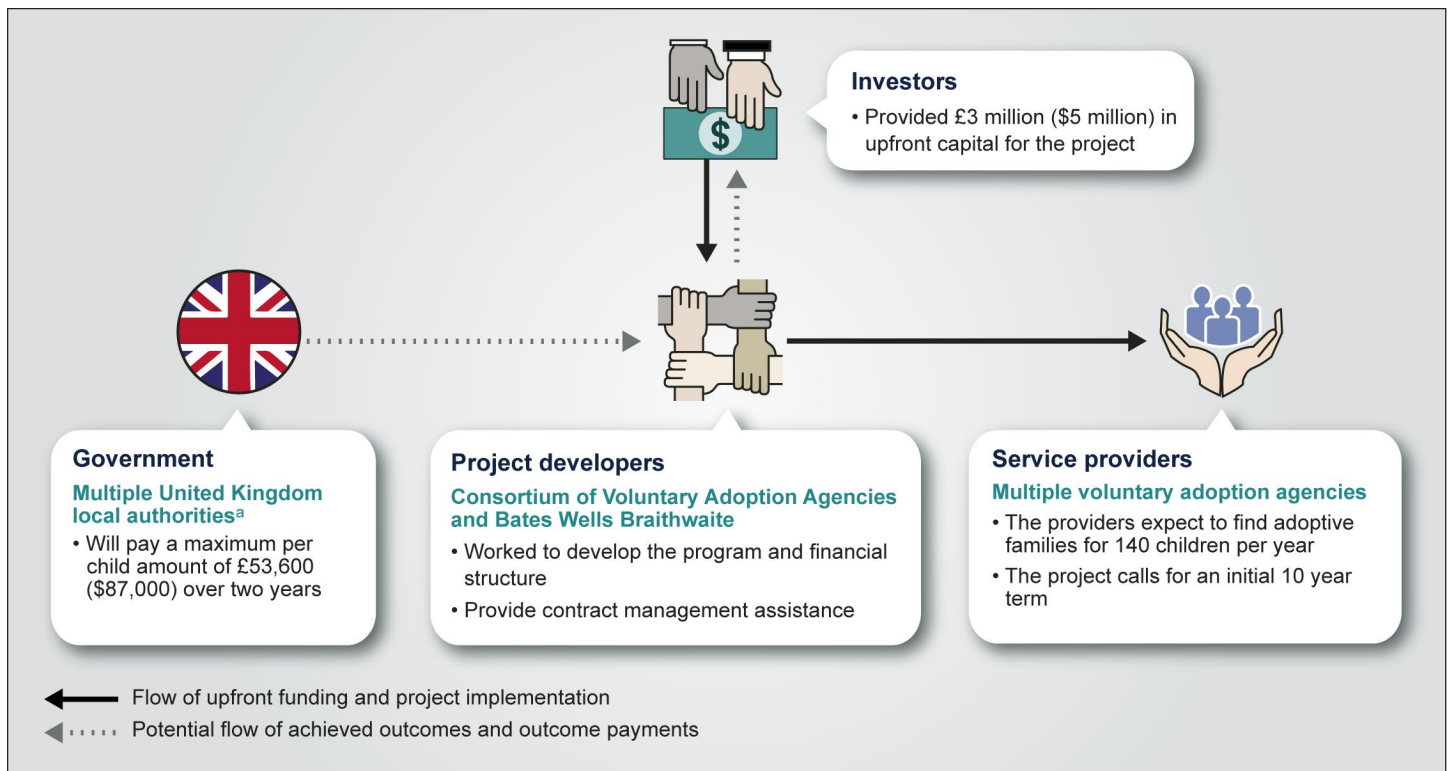 Investors
• Provided £3 million ($5 million) in
upfront capital for the project
$
Government
Multiple United Kingdom
local authoritiesᵃ
• Will pay a maximum per
child amount of £53,600
($87,000) over two years
Project developers
Consortium of Voluntary Adoption Agencies
and Bates Wells Braithwaite
• Worked to develop the program and financial
structure
• Provide contract management assistance
Service providers
Multiple voluntary adoption agencies
• The providers expect to find adoptive
families for 140 children per year
• The project calls for an initial 10 year
term
Flow of upfront funding and project implementation
Potential flow of achieved outcomes and outcome payments